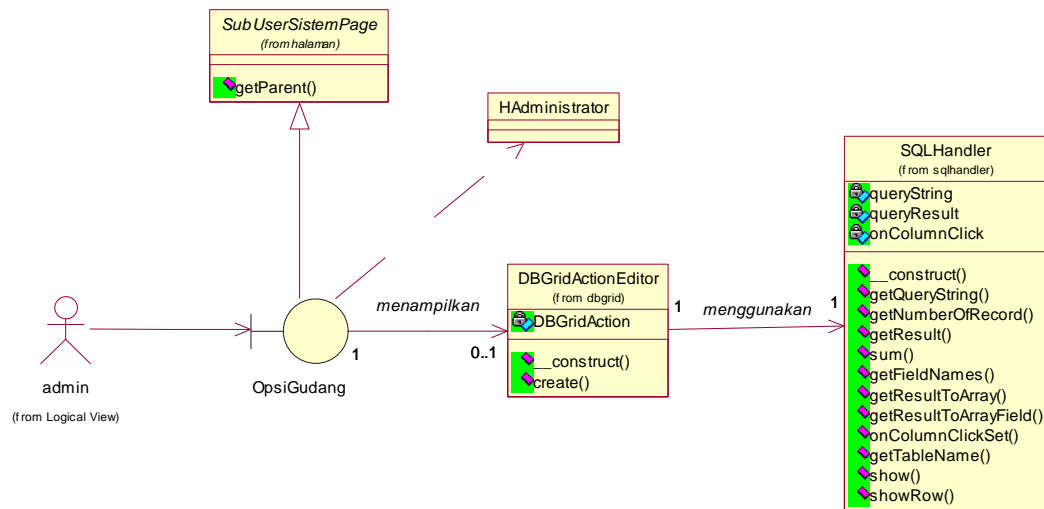 SubUserSistemPage
(from halaman)
getParent()
HAdministrator
SQLHandler
(from sqlhandler)
queryString
queryResult
onColumnClick
__construct()
getQueryString()
getNumberOfRecord()
getResult()
sum()
getFieldNames()
getResultToArray()
getResultToArrayField()
onColumnClickSet()
getTableName()
show()
showRow()
DBGridActionEditor
(from dbgrid)
DBGridAction
__construct()
create()
menampilkan
1
0..1
1
menggunakan
1
admin
(from Logical View)
OpsiGudang